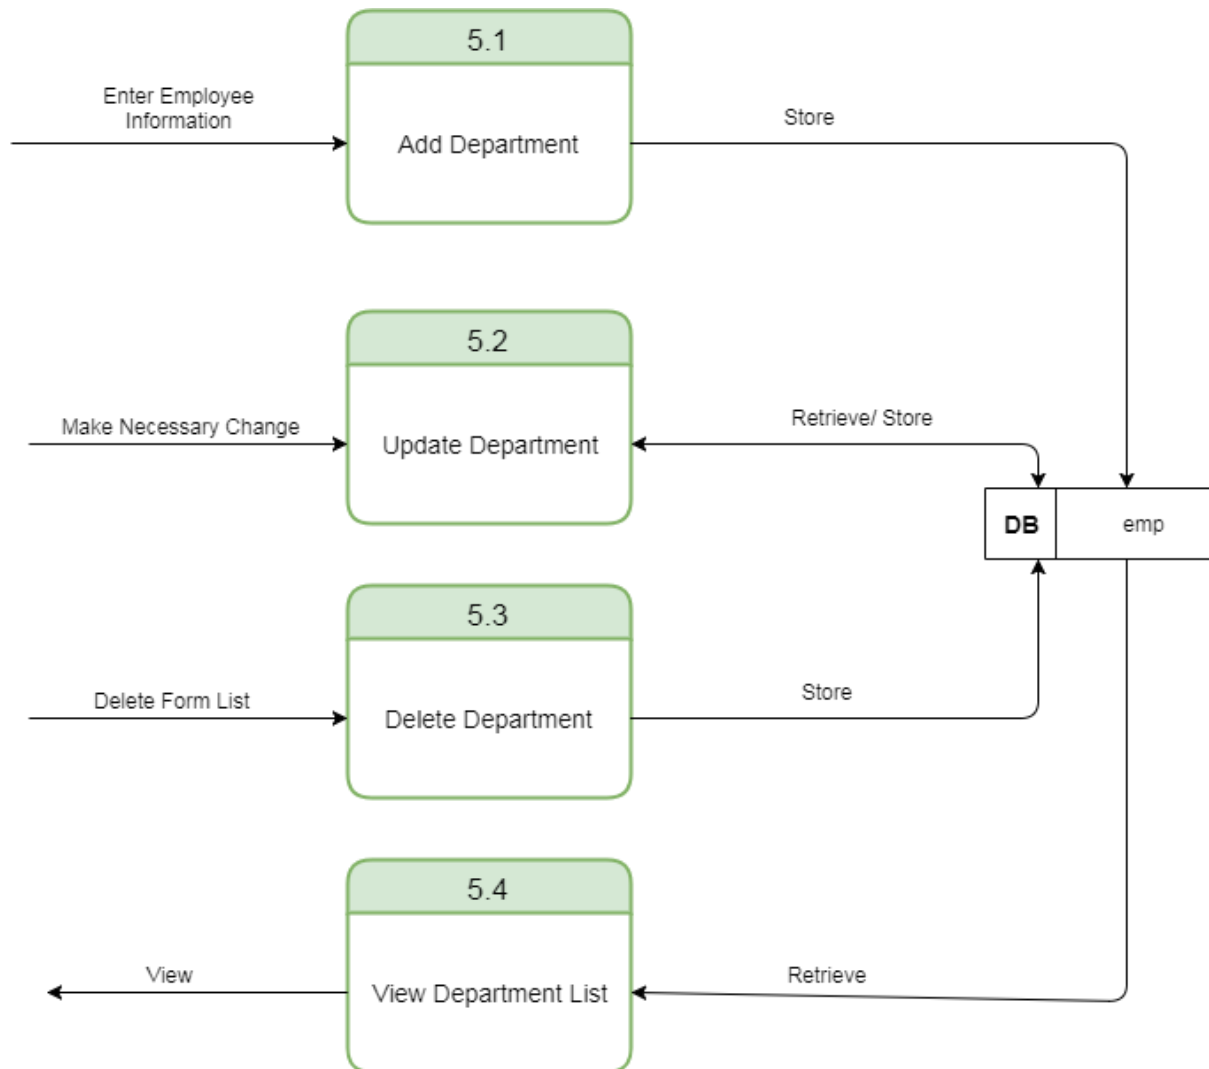 5.1
Enter Employee
Information
Add Department
Store
5.2
Make Necessary Change
Update Department
Retrieve/ Store
DB
emp
5.3
Delete Form List
Delete Department
Store
5.4
View
View Department List
Retrieve